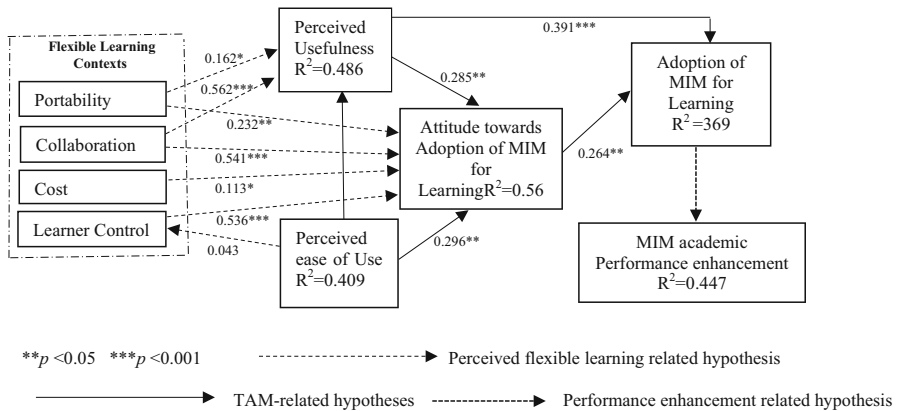 Flexible Learning
Contexts
Portability
Collaboration
Cost
Learner Control
0.162*
0.562***
0.232**
0.541***
0.113*
0.536***
0.043
Perceived
Usefulness
R²=0.486
Perceived
ease of Use
R²=0.409
0.285**
0.296**
Attitude towards
Adoption of MIM
for
LearningR²=0.56
0.391***
0.264**
Adoption of
MIM for
Learning
R²=369
MIM academic
Performance enhancement
R²=0.447
**p <0.05 ***p <0.001
Perceived flexible learning related hypothesis
TAM-related hypotheses
Performance enhancement related hypothesis